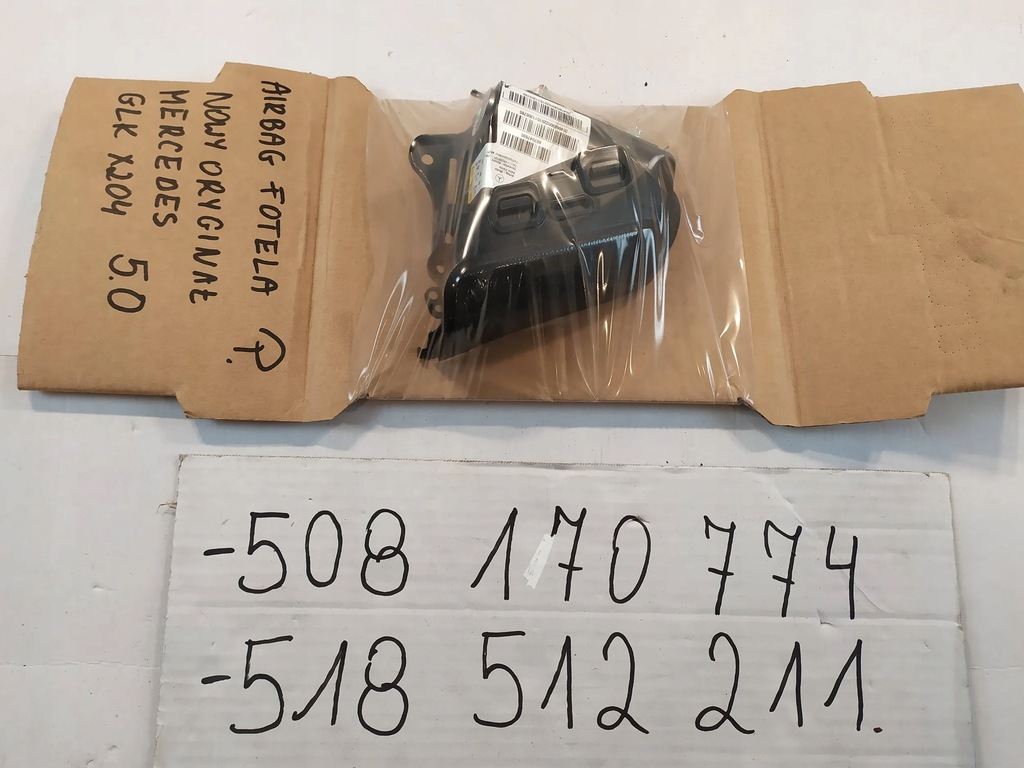 AIRBAG FOTELA P.
NOWY ORYGINAŁ
MERCEDES
GLK X204 5.0
-508 170 774
-518 512 211.